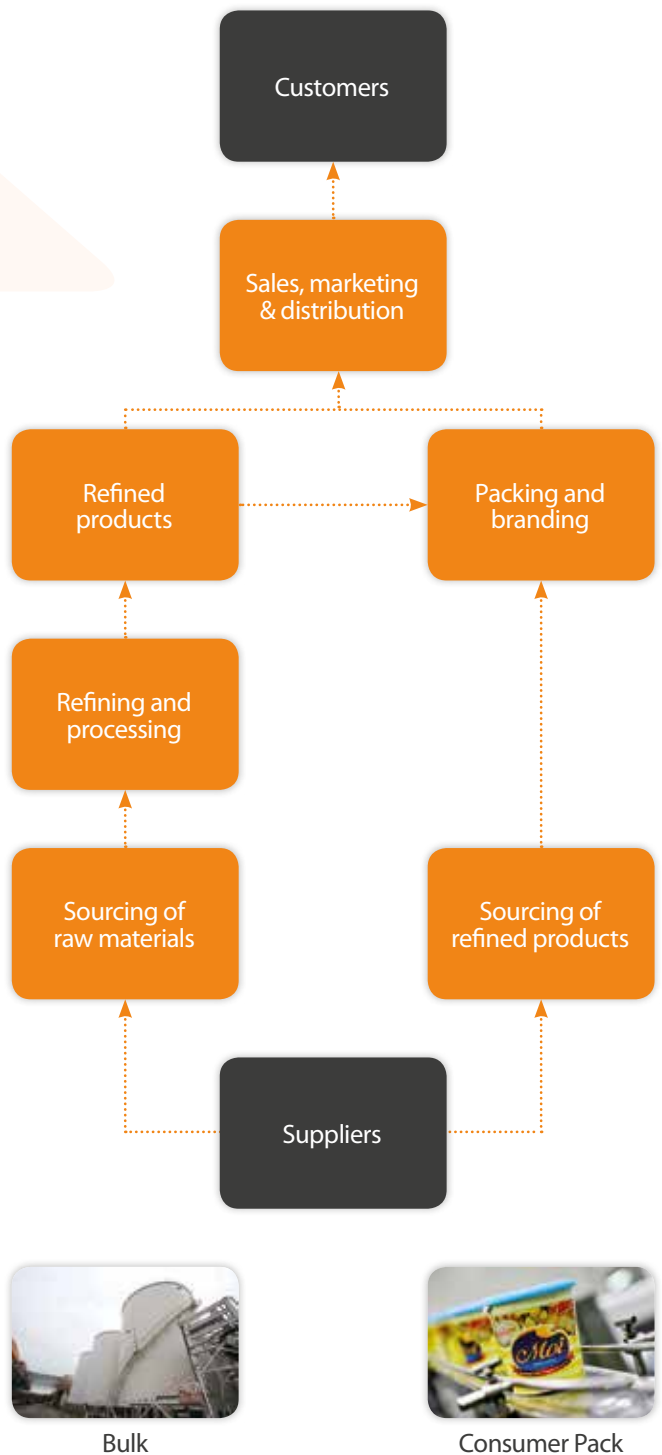 Customers
Sales, marketing
& distribution
Refined
products
Packing and
branding
Refining and
processing
Sourcing of
raw materials
Sourcing of
refined products
Suppliers
Moi
Bulk
Consumer Pack